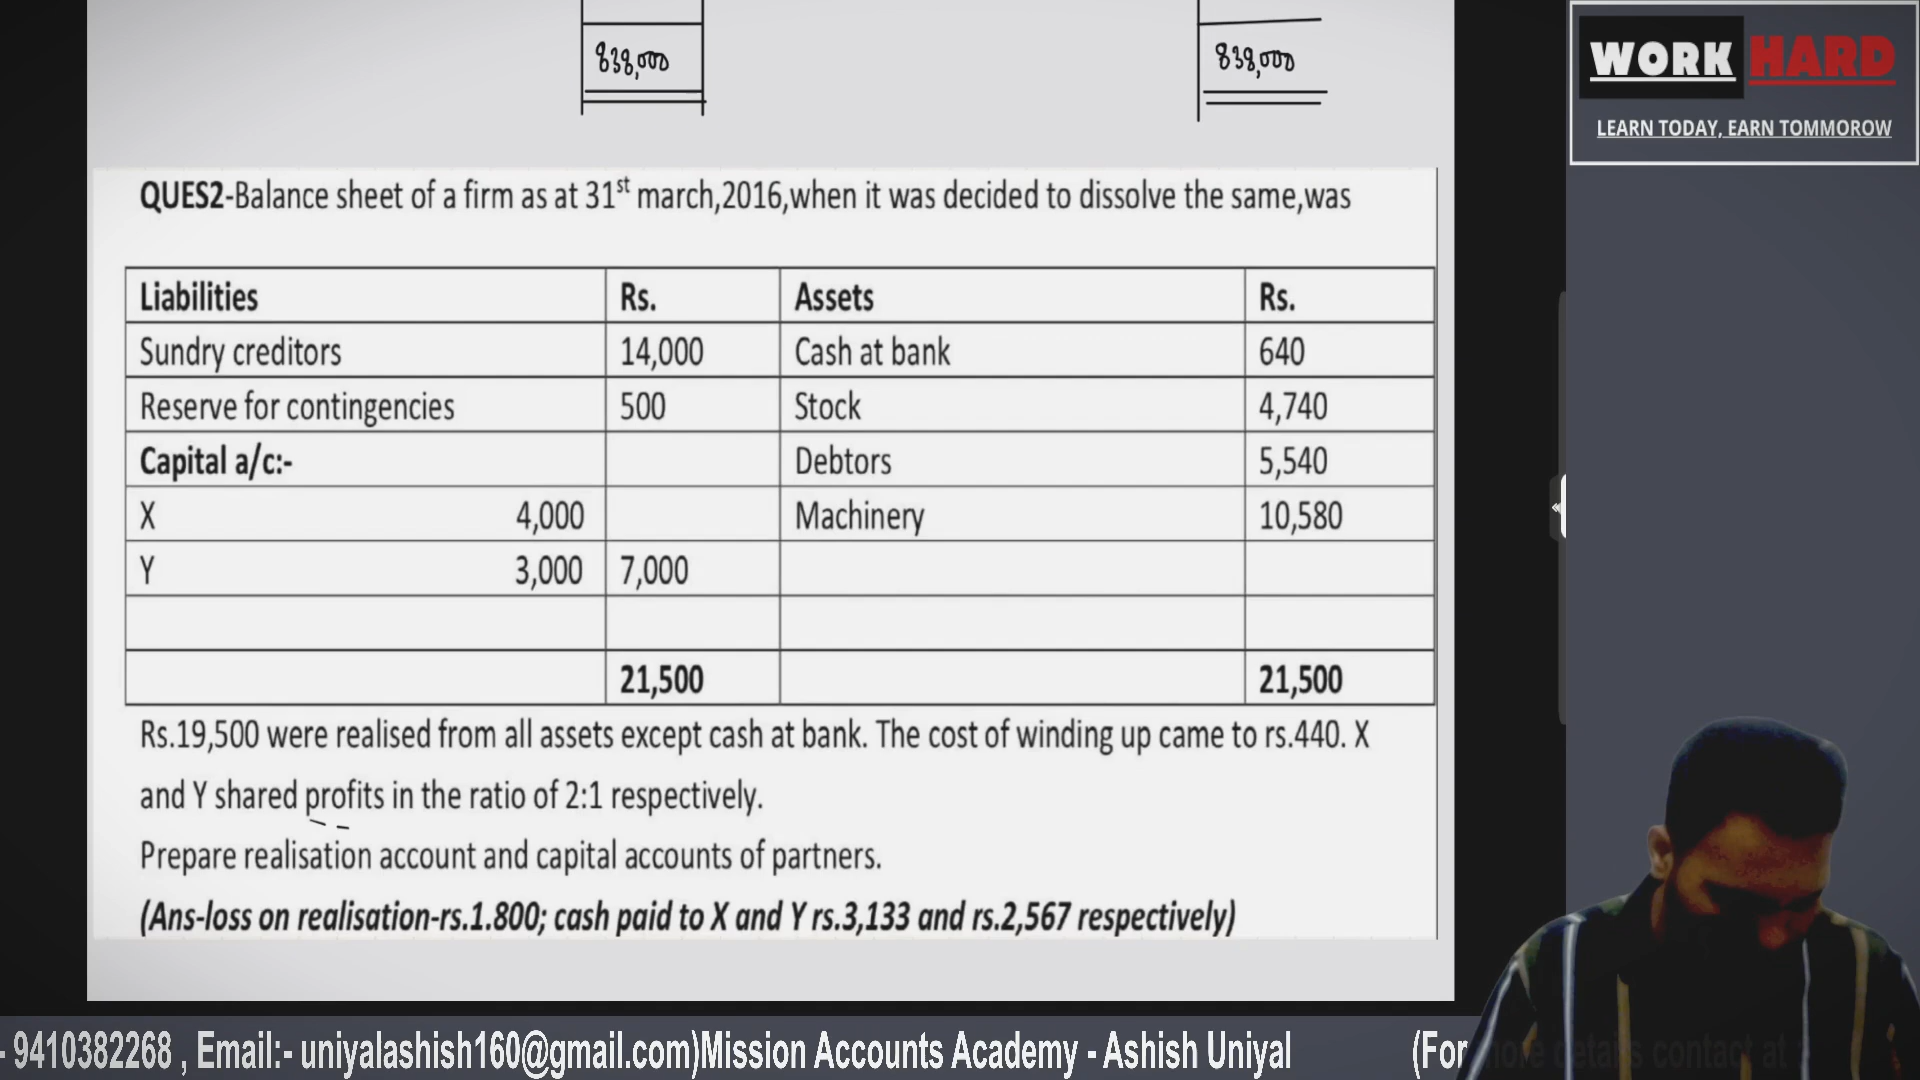 838,000 838,000
WORK HARD
LEARN TODAY, EARN TOMMOROW
QUES2-Balance sheet of a firm as at 31st march,2016,when it was decided to dissolve the same,was
Liabilities Rs. Assets Rs.
Sundry creditors 14,000 Cash at bank 640
Reserve for contingencies 500 Stock 4,740
Capital a/c:- Debtors 5,540
X 4,000 Machinery 10,580
Y 3,000 7,000
21,500 21,500
Rs.19,500 were realised from all assets except cash at bank. The cost of winding up came to rs.440. X
and Y shared profits in the ratio of 2:1 respectively.
Prepare realisation account and capital accounts of partners.
(Ans-loss on realisation-rs.1.800; cash paid to X and Y rs.3,133 and rs.2,567 respectively)
- 9410382268 , Email:- uniyalashish160@gmail.com)Mission Accounts Academy - Ashish Uniyal (For more details contact at